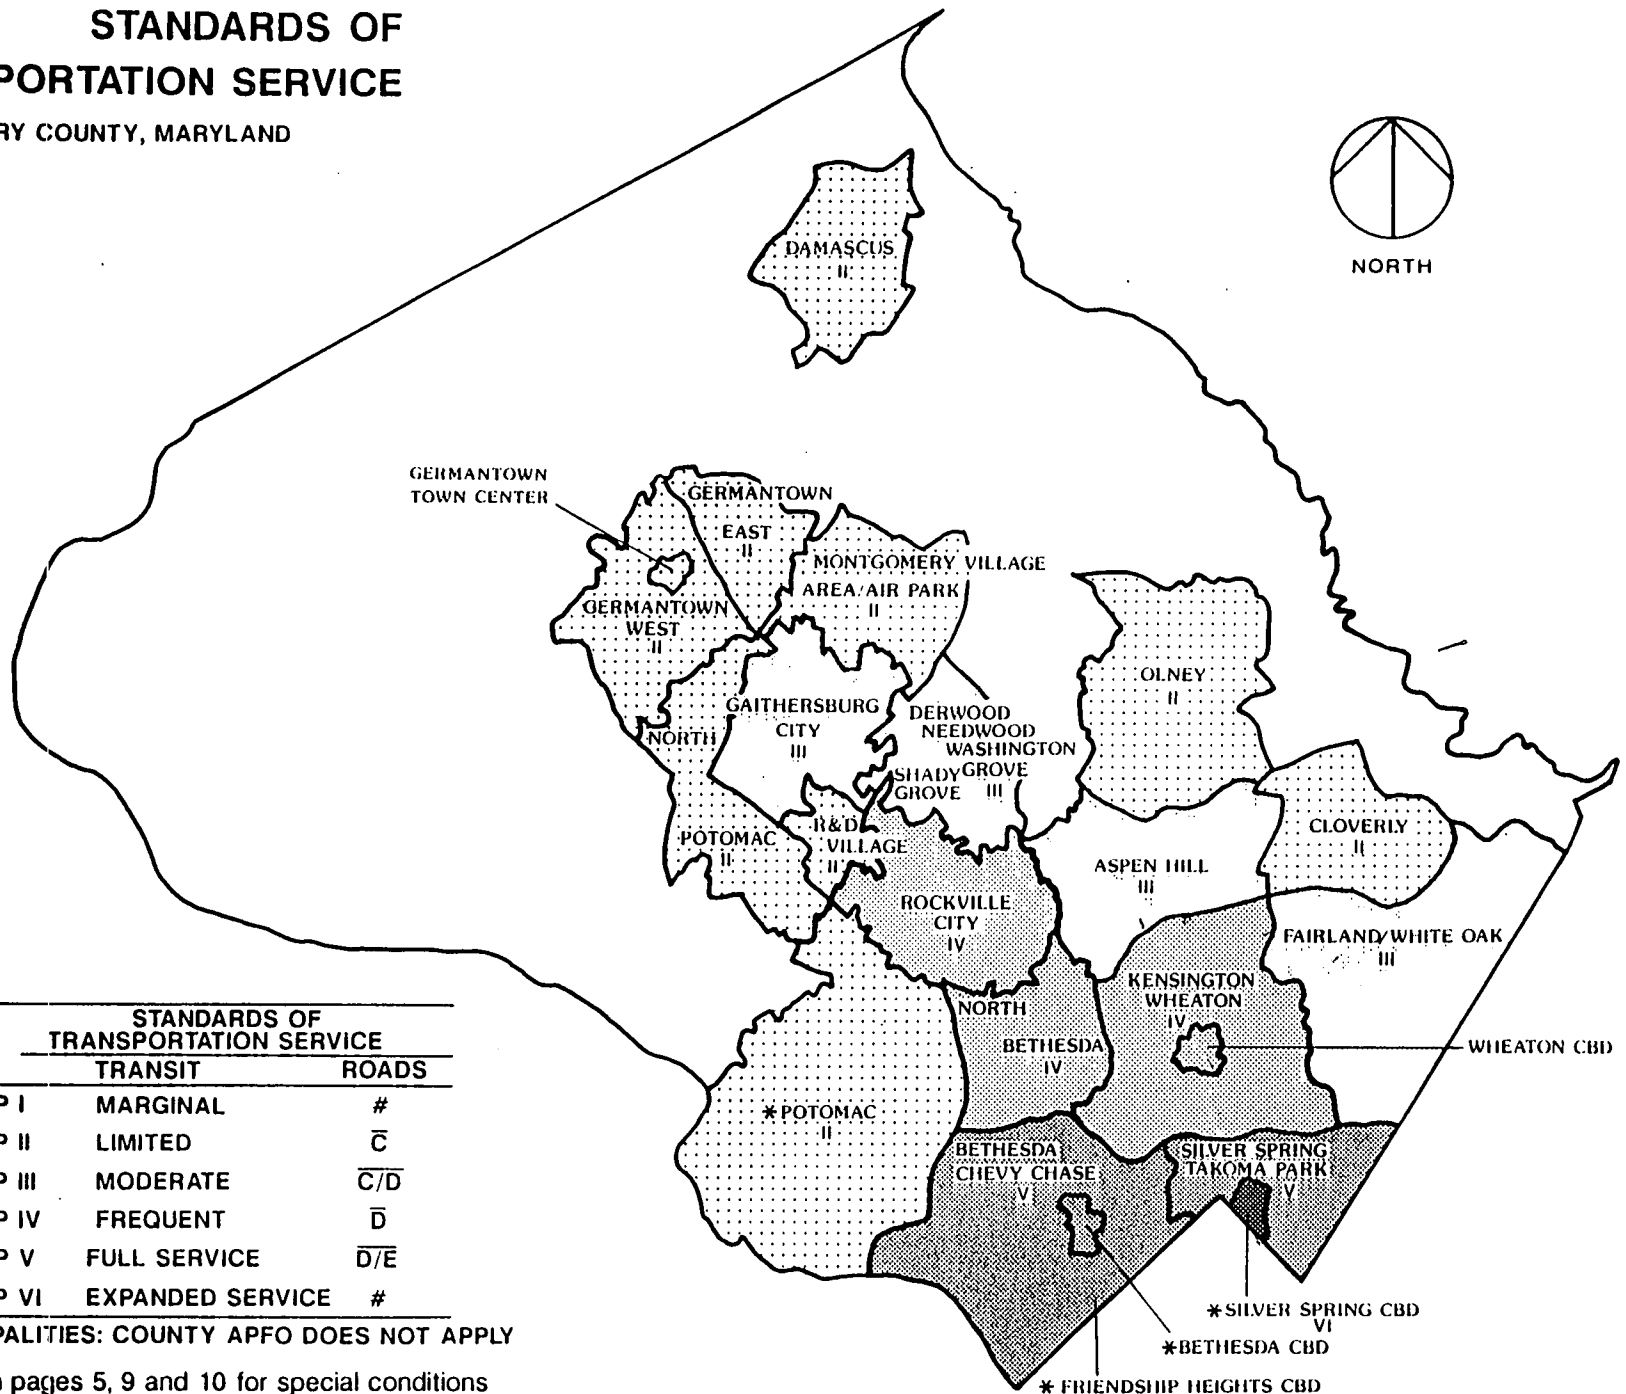 STANDARDS OF
PORTATION SERVICE
RY COUNTY, MARYLAND
NORTH
DAMASCUS
II
GERMANTOWN
TOWN CENTER
GERMANTOWN
EAST
II
MONTGOMERY VILLAGE
AREA/AIR PARK
II
GERMANTOWN
WEST
II
OLNEY
II
GAITHERSBURG
CITY
III
DERWOOD
NEEDWOOD
WASHINGTON
GROVE
III
SHADY
GROVE
NORTH
POTOMAC
II
R&D
VILLAGE
II
CLOVERLY
II
ASPEN HILL
III
ROCKVILLE
CITY
IV
FAIRLAND/WHITE OAK
III
KENSINGTON
WHEATON
IV
NORTH
BETHESDA
IV
WHEATON CBD
*POTOMAC
II
BETHESDA
CHEVY CHASE
V
SILVER SPRING
TAKOMA PARK
V
*SILVER SPRING CBD
VI
*BETHESDA CBD
*FRIENDSHIP HEIGHTS CBD
STANDARDS OF
TRANSPORTATION SERVICE
TRANSIT ROADS
P I MARGINAL #
P II LIMITED C̅
P III MODERATE C̅/̅D̅
P IV FREQUENT D̅
P V FULL SERVICE D̅/̅E̅
P VI EXPANDED SERVICE #
PALITIES: COUNTY APFO DOES NOT APPLY
pages 5, 9 and 10 for special conditions